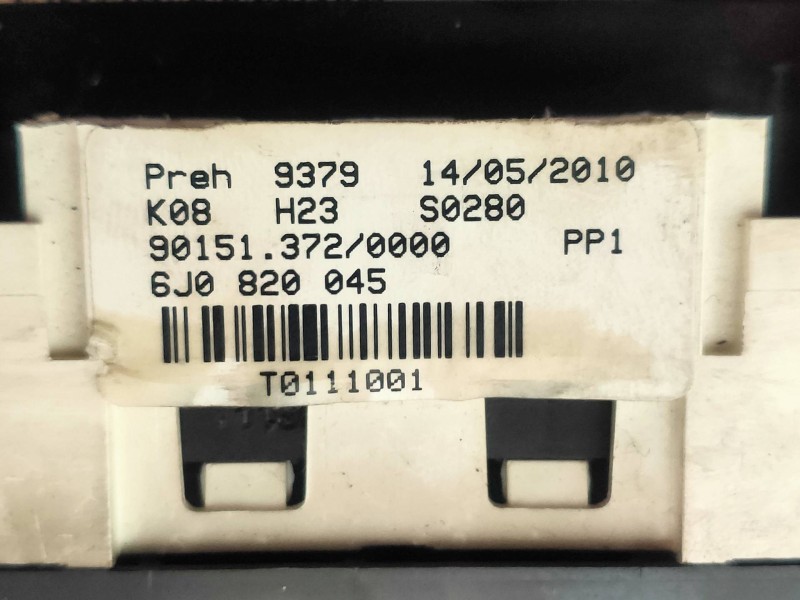 Preh 9379 14/05/2010
K08 H23 S0280
90151.372/0000 PP1
6J0 820 045
T0111001